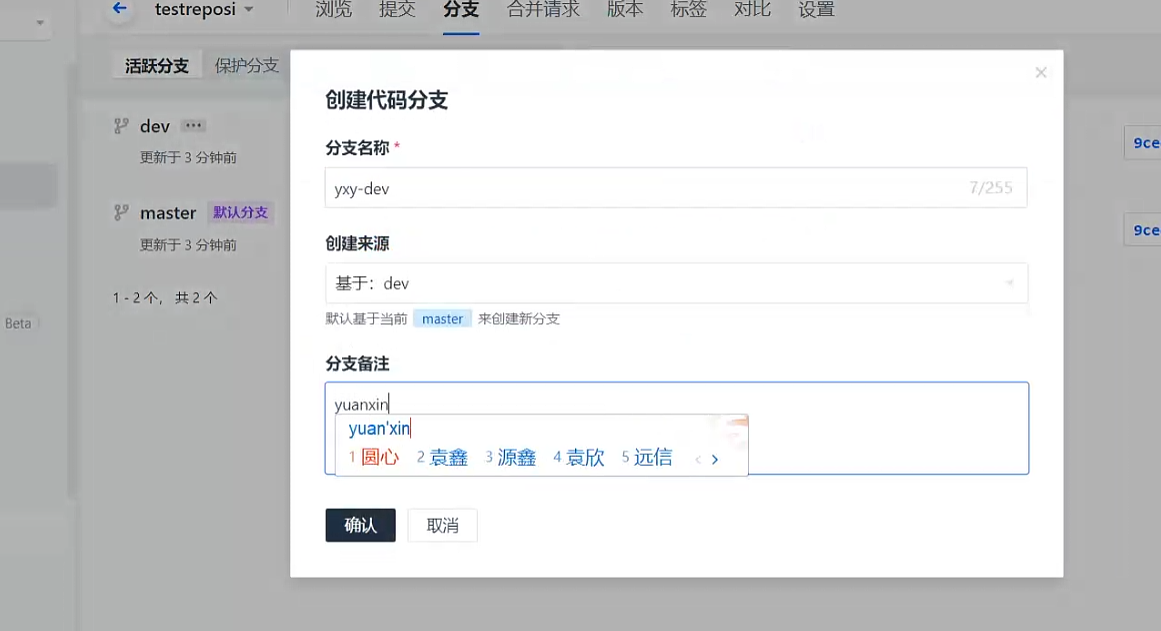 testreposi 浏览 提交 分支 合并请求 版本 标签 对比 设置
活跃分支 保护分支
dev ···
更新于 3 分钟前
master 默认分支
更新于 3 分钟前
1 - 2 个，共 2 个
Beta
创建代码分支
分支名称 *
yxy-dev 7/255
创建来源
基于：dev
默认基于当前 master 来创建新分支
分支备注
yuanxin
yuan'xin
1 圆心 2 袁鑫 3 源鑫 4 袁欣 5 远信
确认 取消
9ce
9ce